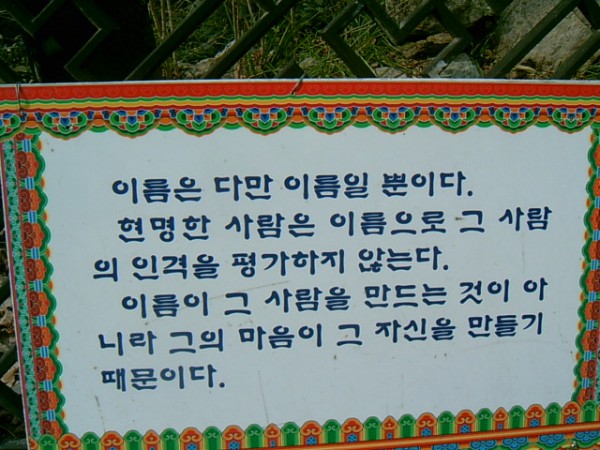 이름은 다만 이름일 뿐이다.
현명한 사람은 이름으로 그 사람
의 인격을 평가하지 않는다.
이름이 그 사람을 만드는 것이 아
니라 그의 마음이 그 자신을 만들기
때문이다.